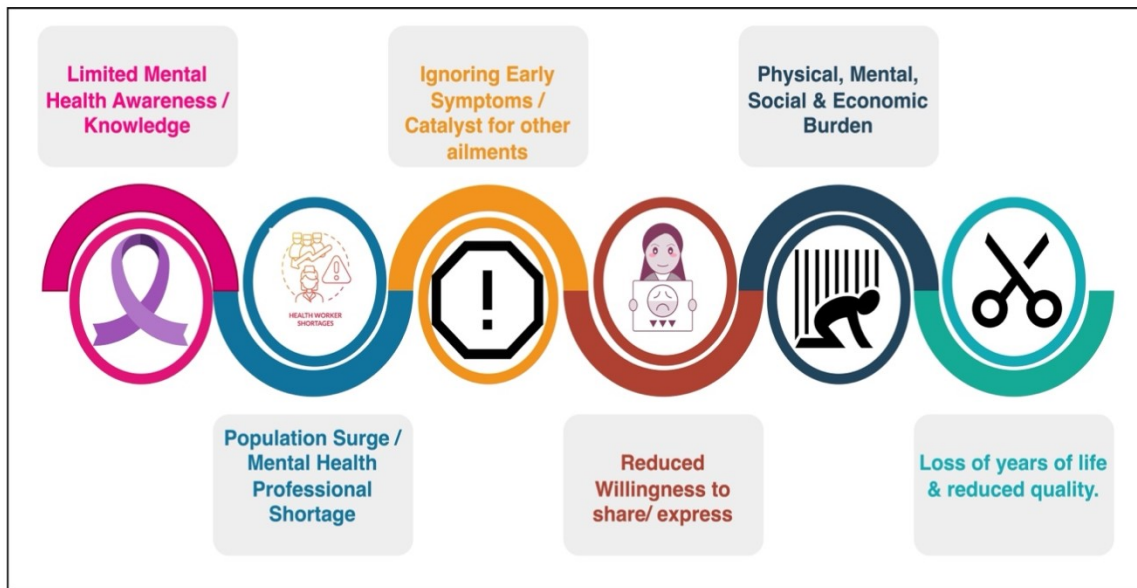 Limited Mental
Health Awareness /
Knowledge
Ignoring Early
Symptoms /
Catalyst for other
ailments
Physical, Mental,
Social & Economic
Burden
HEALTH WORKER
SHORTAGES
!
Population Surge /
Mental Health
Professional
Shortage
Reduced
Willingness to
share/ express
Loss of years of life
& reduced quality.